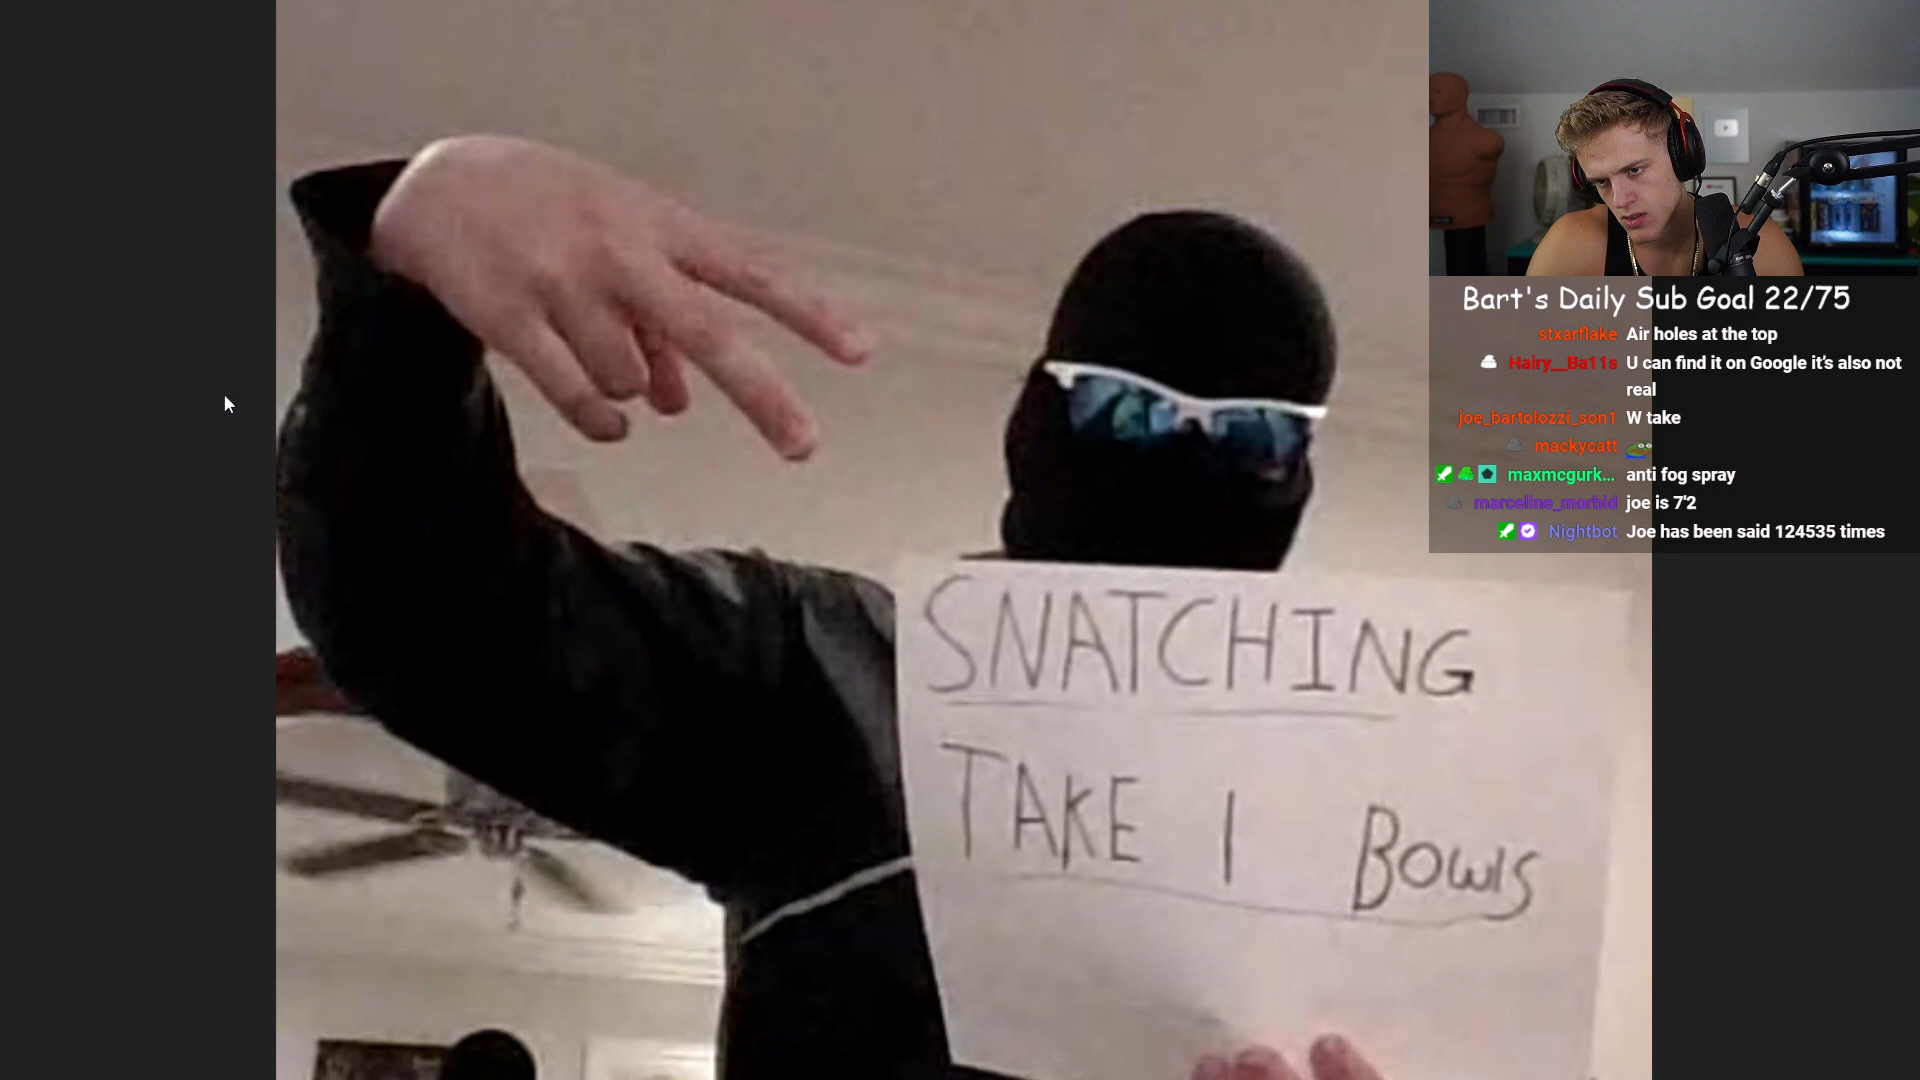 SNATCHING
TAKE 1 BOWLS
Bart's Daily Sub Goal 22/75
stxarflake Air holes at the top
Hairy__Ba11s U can find it on Google it's also not
real
joe_bartolozzi_son1 W take
mackycatt
maxmcgurk... anti fog spray
marceline_morbid joe is 7'2
Nightbot Joe has been said 124535 times